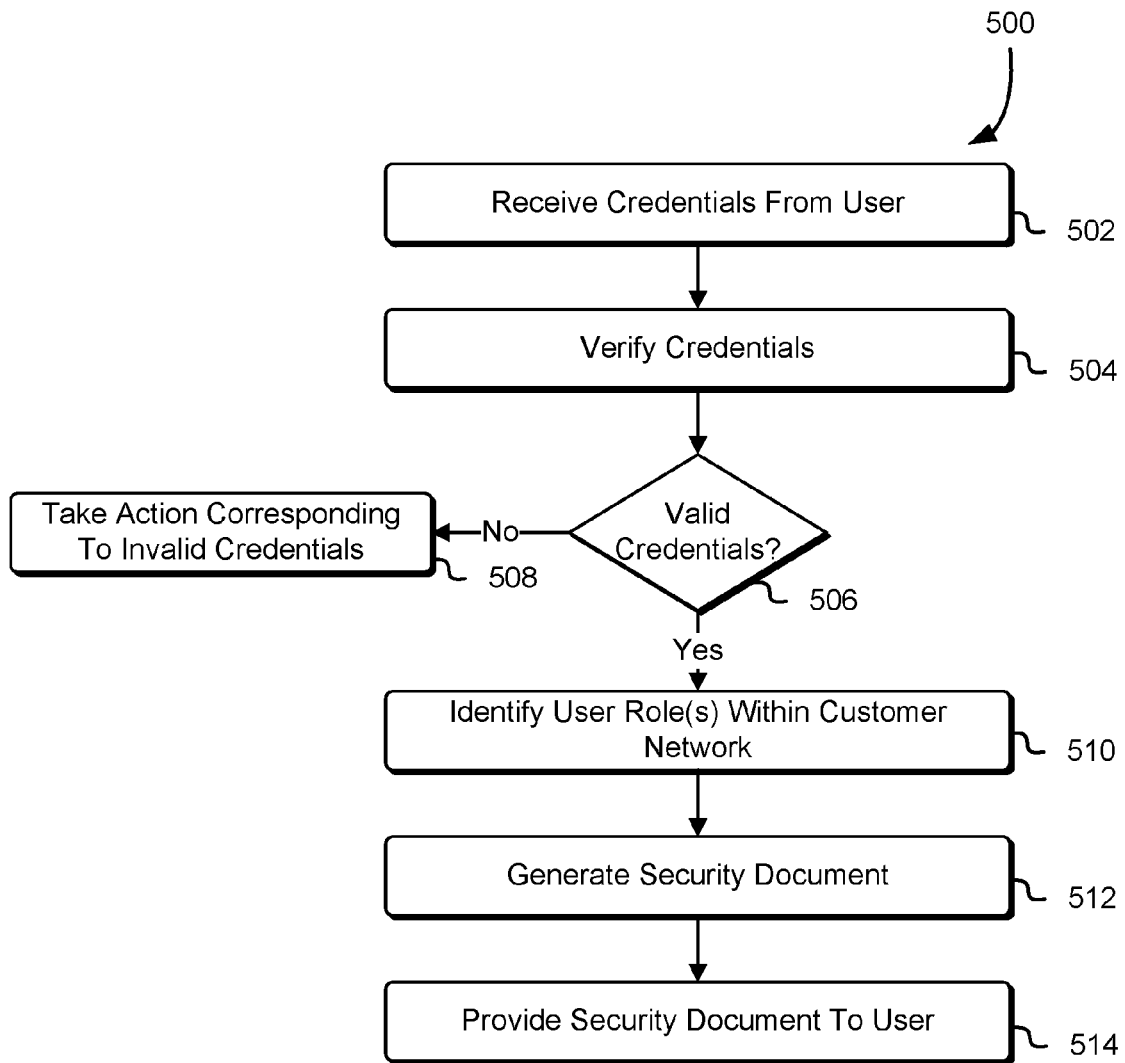 500
Receive Credentials From User
502
Verify Credentials
504
Valid
Credentials?
506
No
Take Action Corresponding
To Invalid Credentials
508
Yes
Identify User Role(s) Within Customer
Network
510
Generate Security Document
512
Provide Security Document To User
514